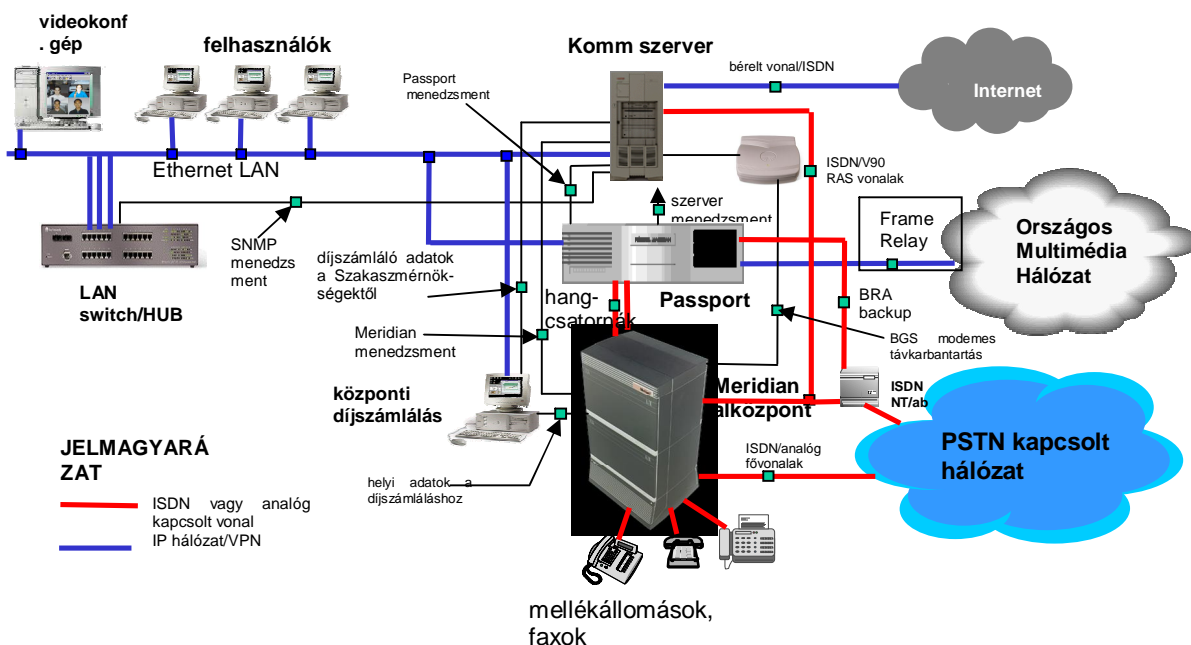 videokonf
. gép
felhasználók
Komm szerver
bérelt vonal/ISDN
Internet
Passport
menedzsment
Ethernet LAN
ISDN/V90
RAS vonalak
szerver
menedzsment
Frame
Relay
Országos
Multimédia
Hálózat
SNMP
menedzs
ment
díjszámláló adatok
a Szakaszmérnök-
ségektől
LAN
switch/HUB
hang-
csatornák
Passport
BRA
backup
Meridian
menedzsment
BGS modemes
távkarbantartás
központi
díjszámlálás
Meridian
alközpont
ISDN
NT/ab
PSTN kapcsolt
hálózat
JELMAGYARÁ
ZAT
ISDN vagy analóg
kapcsolt vonal
IP hálózat/VPN
helyi adatok a
díjszámláláshoz
ISDN/analóg
fővonalak
mellékállomások,
faxok